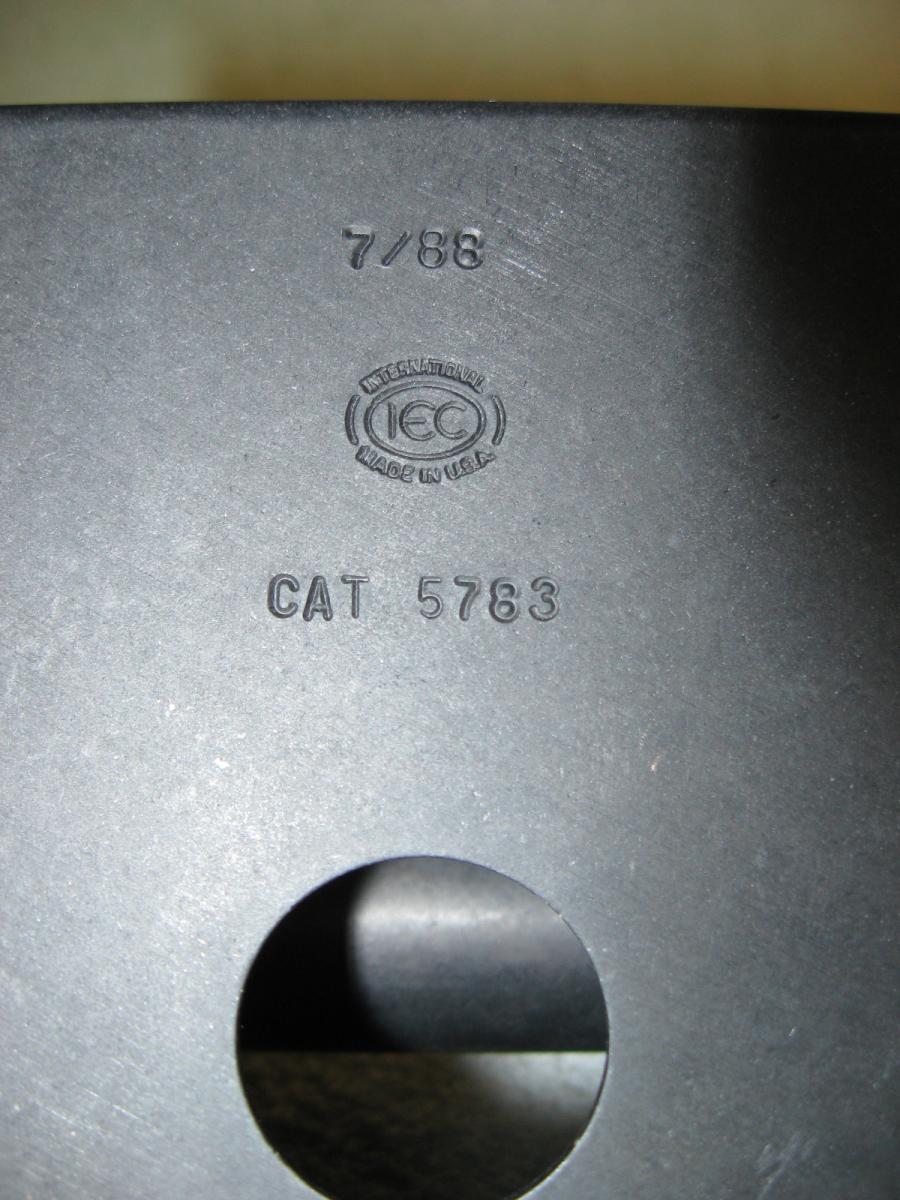 7/88
INTERNATIONAL
IEC
MADE IN U.S.A.
CAT 5783